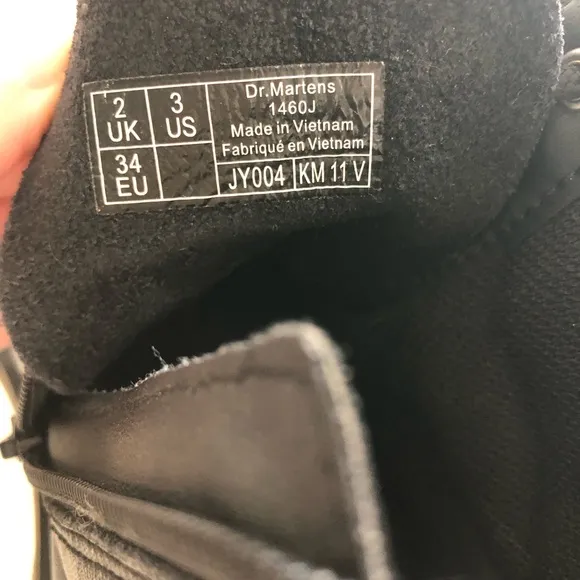 2
UK
3
US
34
EU
Dr.Martens
1460J
Made in Vietnam
Fabriqué en Vietnam
JY004
KM 11 V